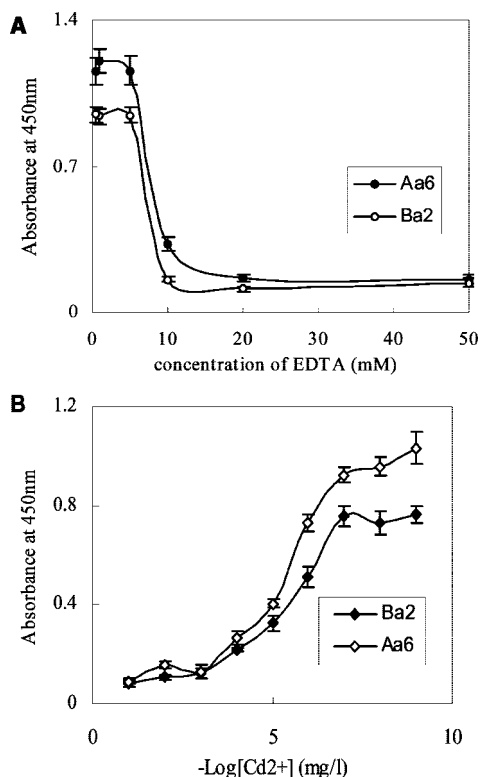 A
1.4
0.7
0
Absorbance at 450nm
Aa6
Ba2
0 10 20 30 40 50
concentration of EDTA (mM)
B
1.2
0.8
0.4
0
Absorbance at 450nm
Ba2
Aa6
0 5 10
-Log[Cd2+] (mg/l)